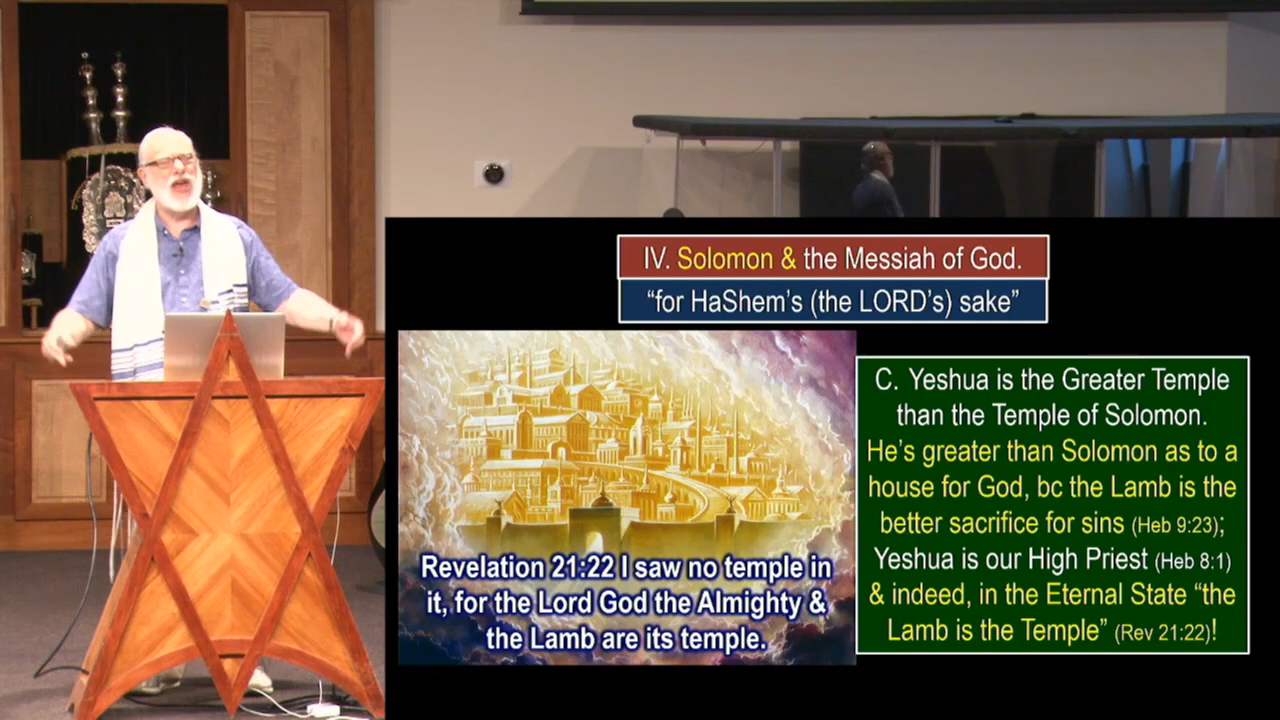 IV. Solomon & the Messiah of God.
“for HaShem’s (the LORD’s) sake”
Revelation 21:22 I saw no temple in
it, for the Lord God the Almighty &
the Lamb are its temple.
C. Yeshua is the Greater Temple
than the Temple of Solomon.
He’s greater than Solomon as to a
house for God, bc the Lamb is the
better sacrifice for sins (Heb 9:23);
Yeshua is our High Priest (Heb 8:1)
& indeed, in the Eternal State “the
Lamb is the Temple” (Rev 21:22)!